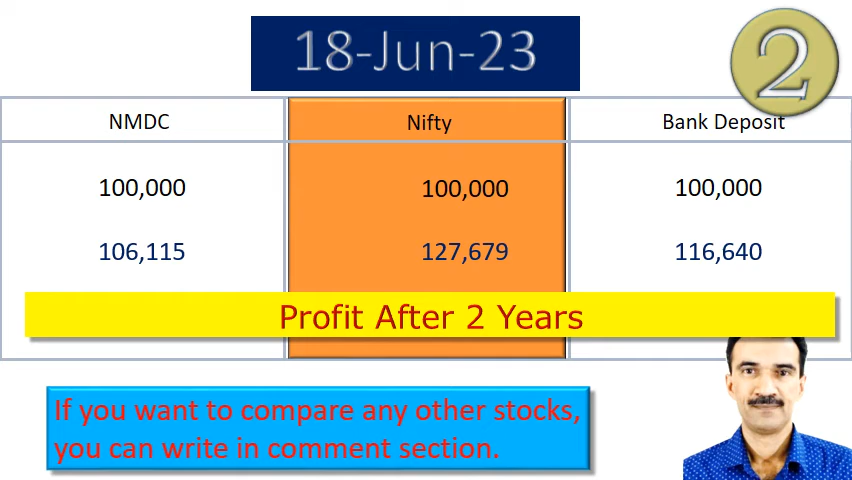 18-Jun-23
2
NMDC Nifty Bank Deposit
100,000 100,000 100,000
106,115 127,679 116,640
Profit After 2 Years
If you want to compare any other stocks,
you can write in comment section.